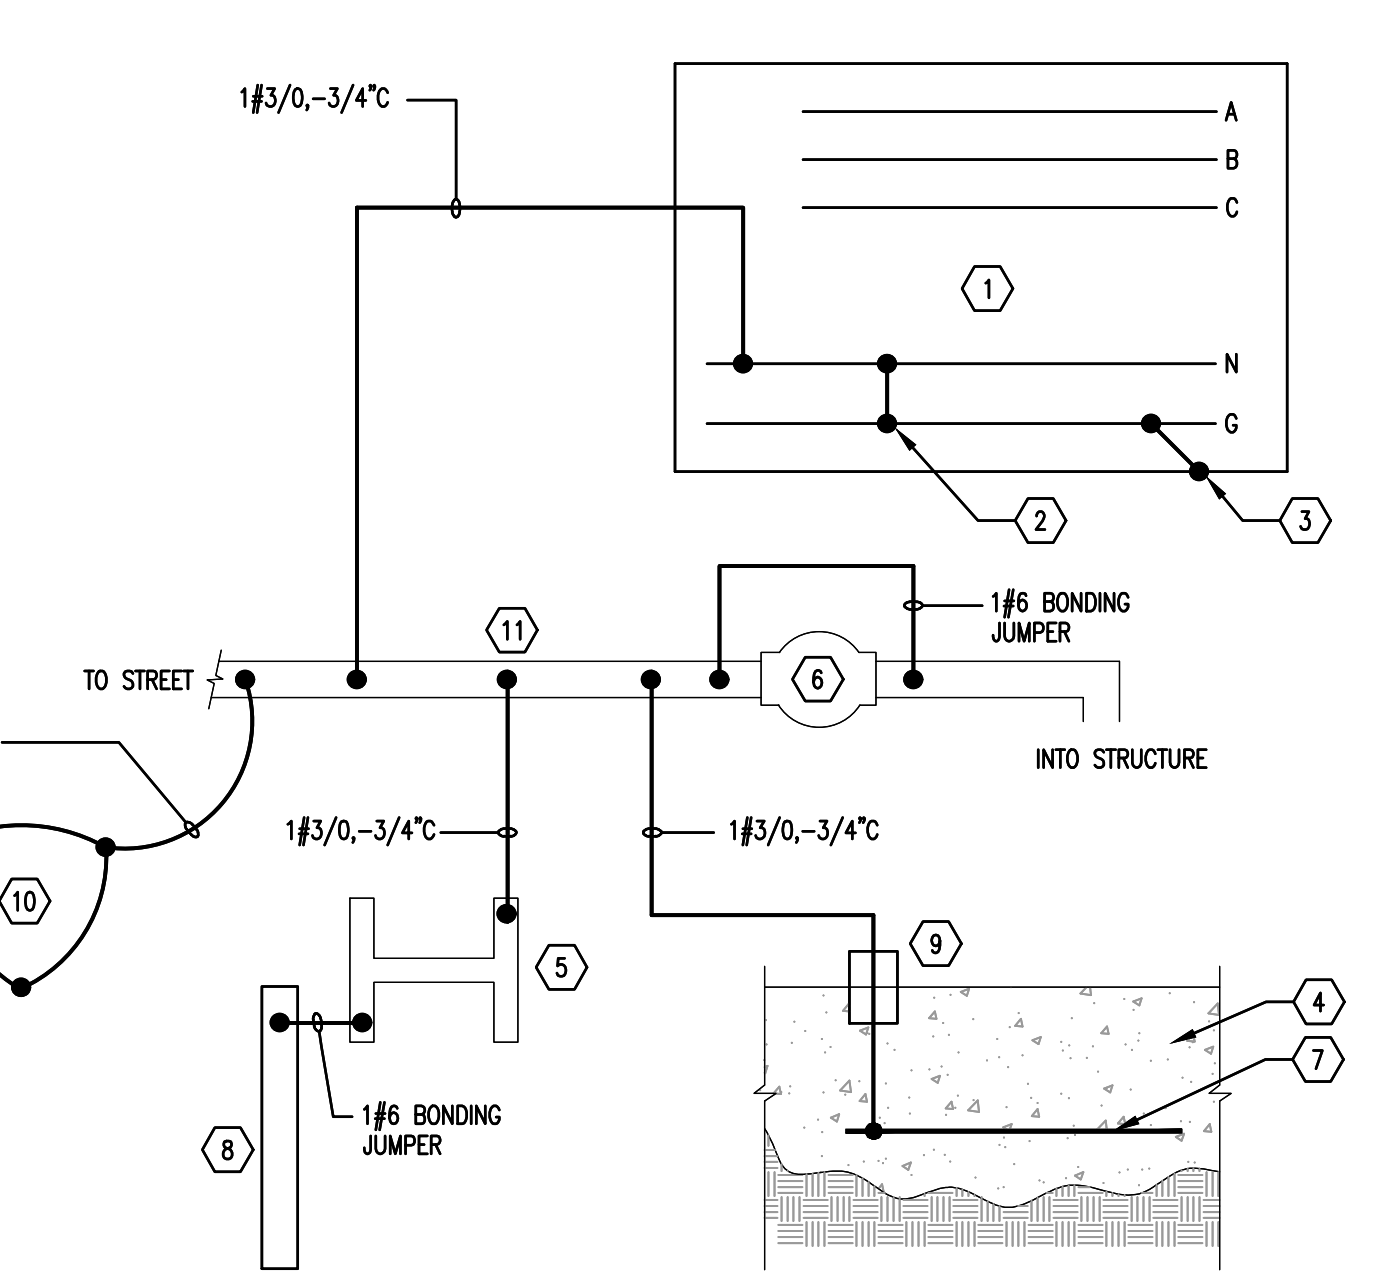 1#3/0,-3/4"C
A
B
C
1
N
G
2
3
1#6 BONDING
JUMPER
11
TO STREET
6
INTO STRUCTURE
1#3/0,-3/4"C
1#3/0,-3/4"C
10
9
5
4
7
1#6 BONDING
JUMPER
8